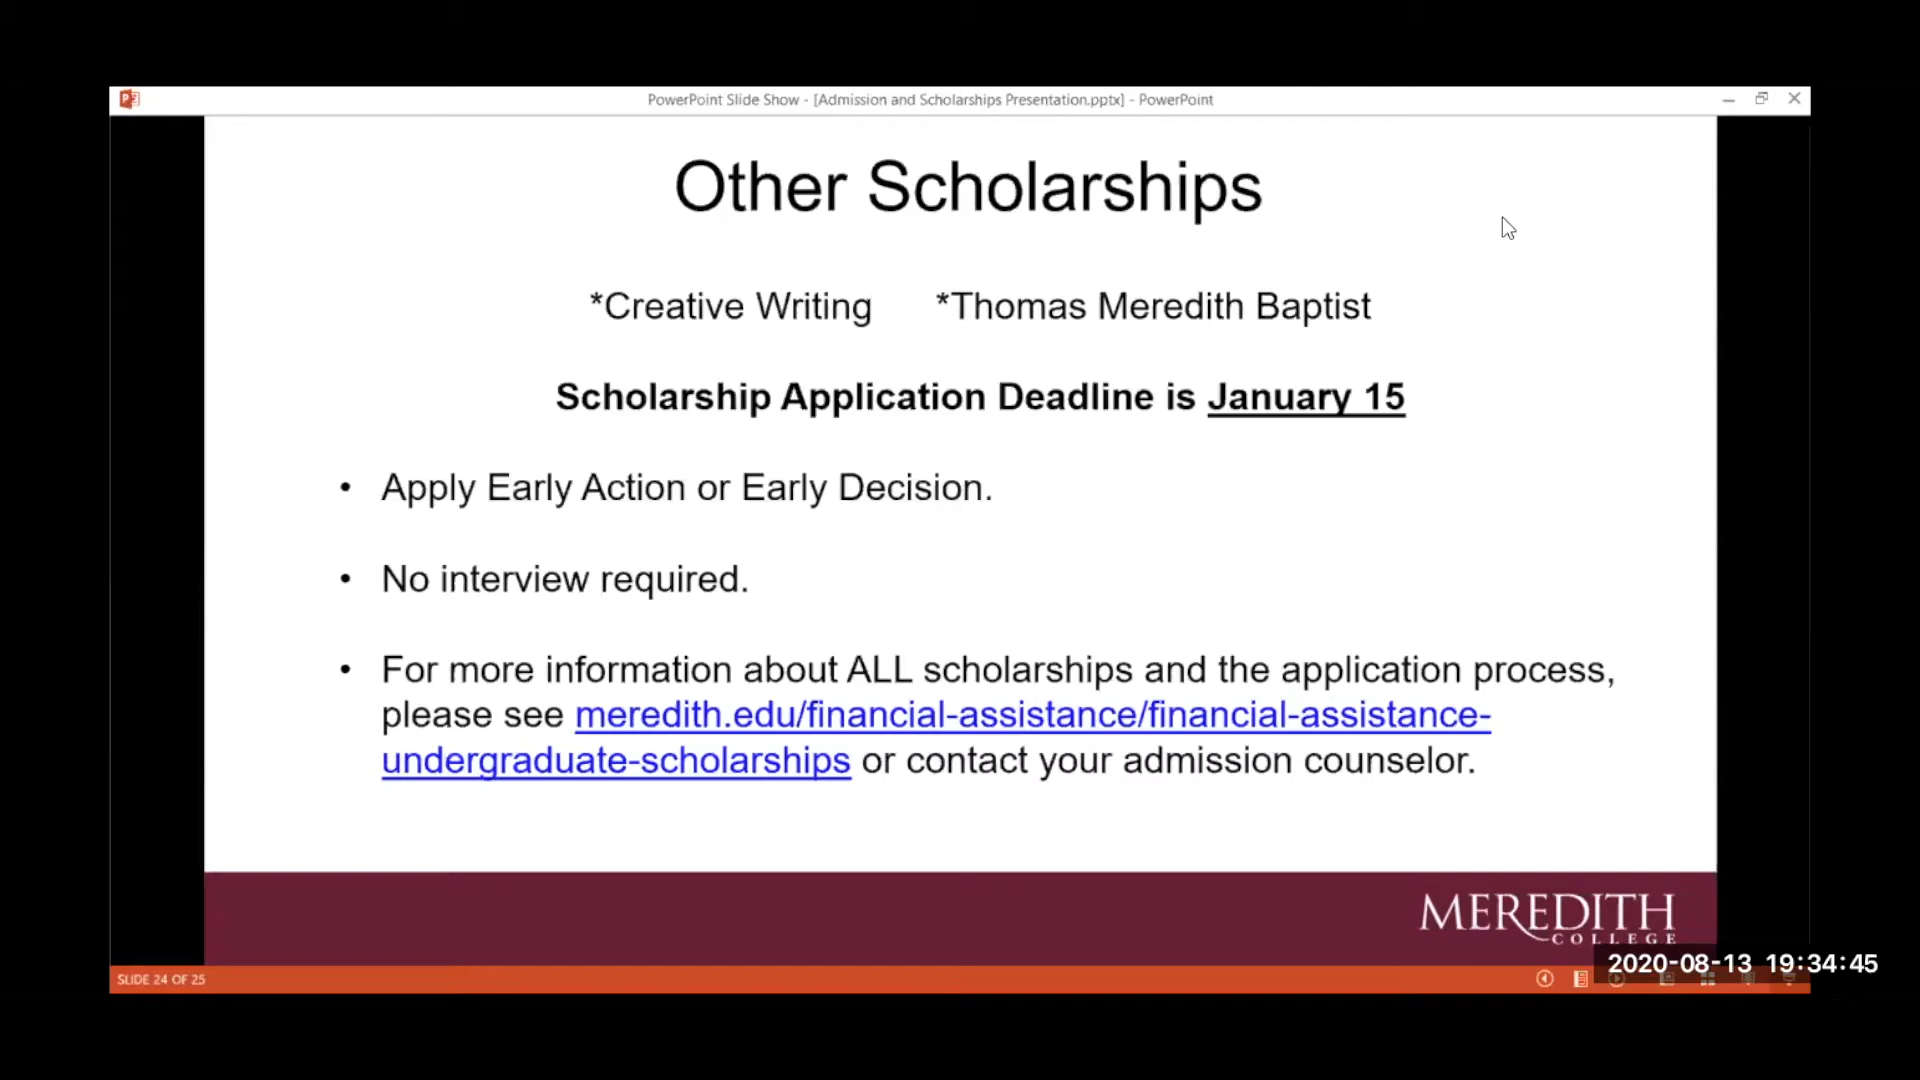 PowerPoint Slide Show - [Admission and Scholarships Presentation.pptx] - PowerPoint
Other Scholarships
*Creative Writing *Thomas Meredith Baptist
Scholarship Application Deadline is January 15
• Apply Early Action or Early Decision.
• No interview required.
• For more information about ALL scholarships and the application process,
please see meredith.edu/financial-assistance/financial-assistance-
undergraduate-scholarships or contact your admission counselor.
MEREDITH
COLLEGE
2020-08-13 19:34:45
SLIDE 24 OF 25